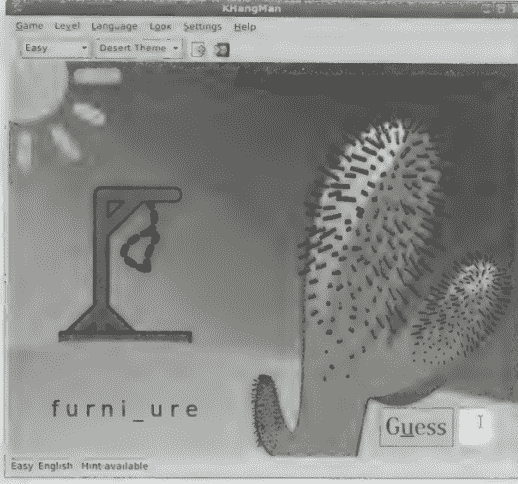 KHangMan
Game Level Language Look Settings Help
Easy Desert Theme
furni_ure
Guess
Easy English Hint available